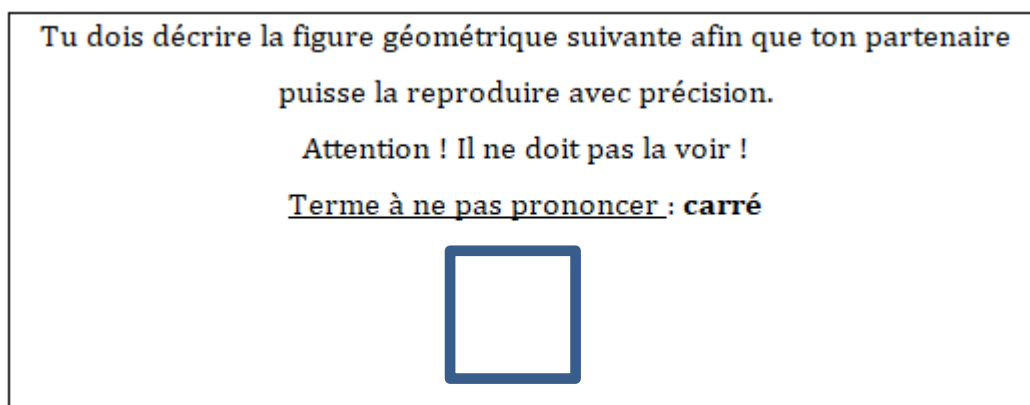 Tu dois décrire la figure géométrique suivante afin que ton partenaire
puisse la reproduire avec précision.
Attention ! Il ne doit pas la voir !
Terme à ne pas prononcer : carré